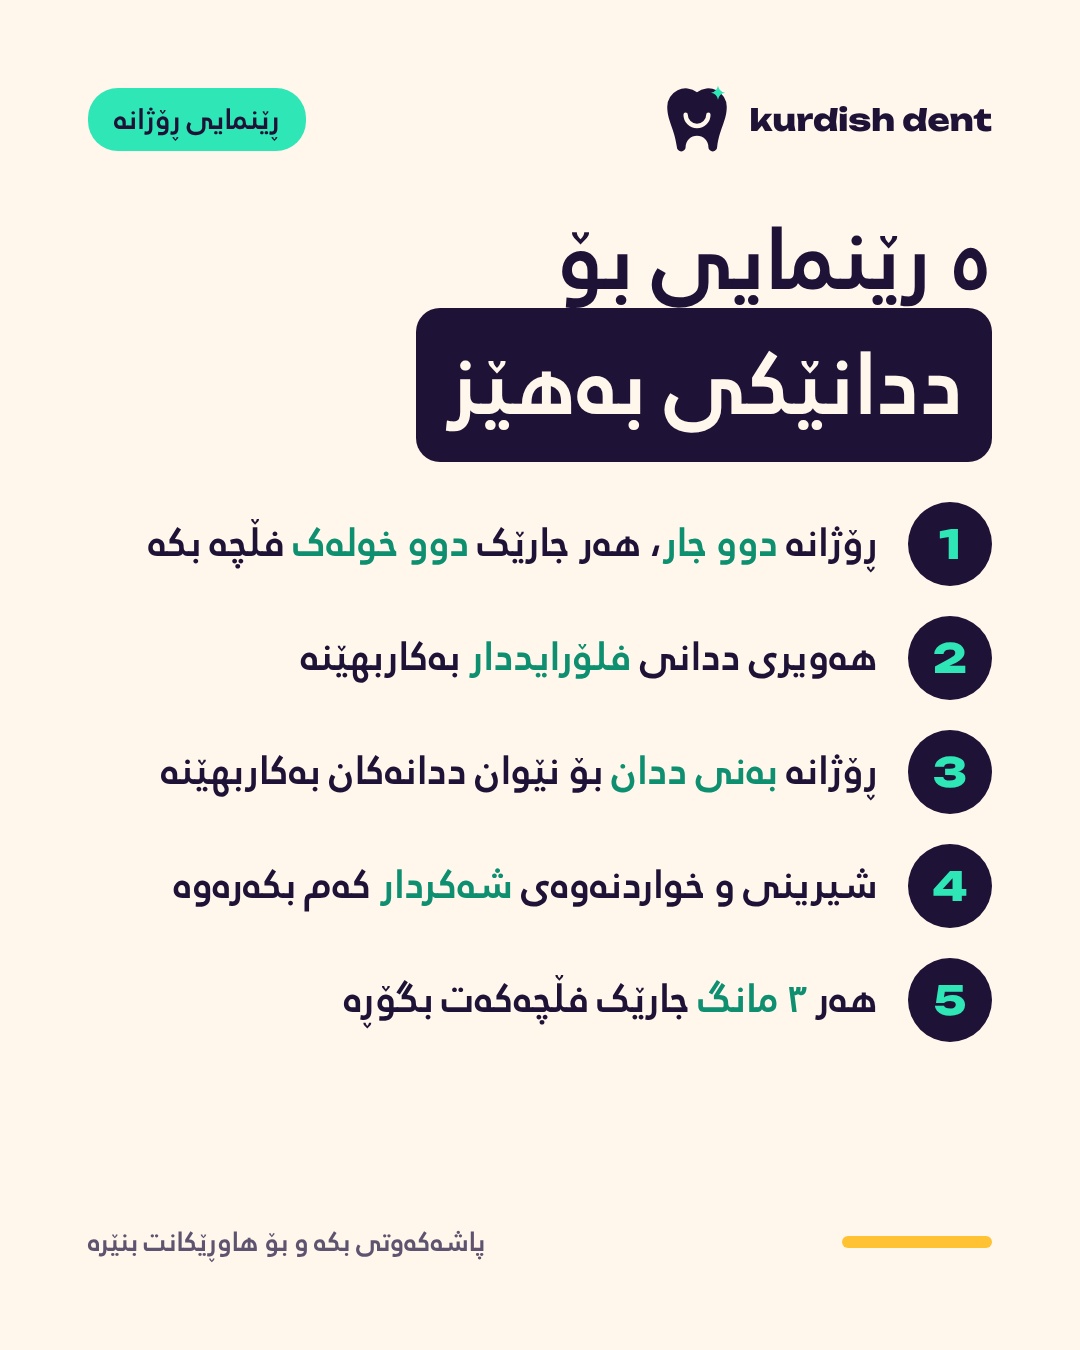 kurdish dent
ڕێنمایی ڕۆژانە
٥ رێنمایی بۆ
ددانێکی بەهێز
1 ڕۆژانە دوو جار، هەر جارێک دوو خولەک فڵچە بکە
2 هەویری ددانی فلۆرایددار بەکاربهێنە
3 ڕۆژانە بەنی ددان بۆ نێوان ددانەکان بەکاربهێنە
4 شیرینی و خواردنەوەی شەکردار کەم بکەرەوە
5 هەر ٣ مانگ جارێک فڵچەکەت بگۆڕە
پاشەکەوتی بکە و بۆ هاوڕێکانت بنێرە